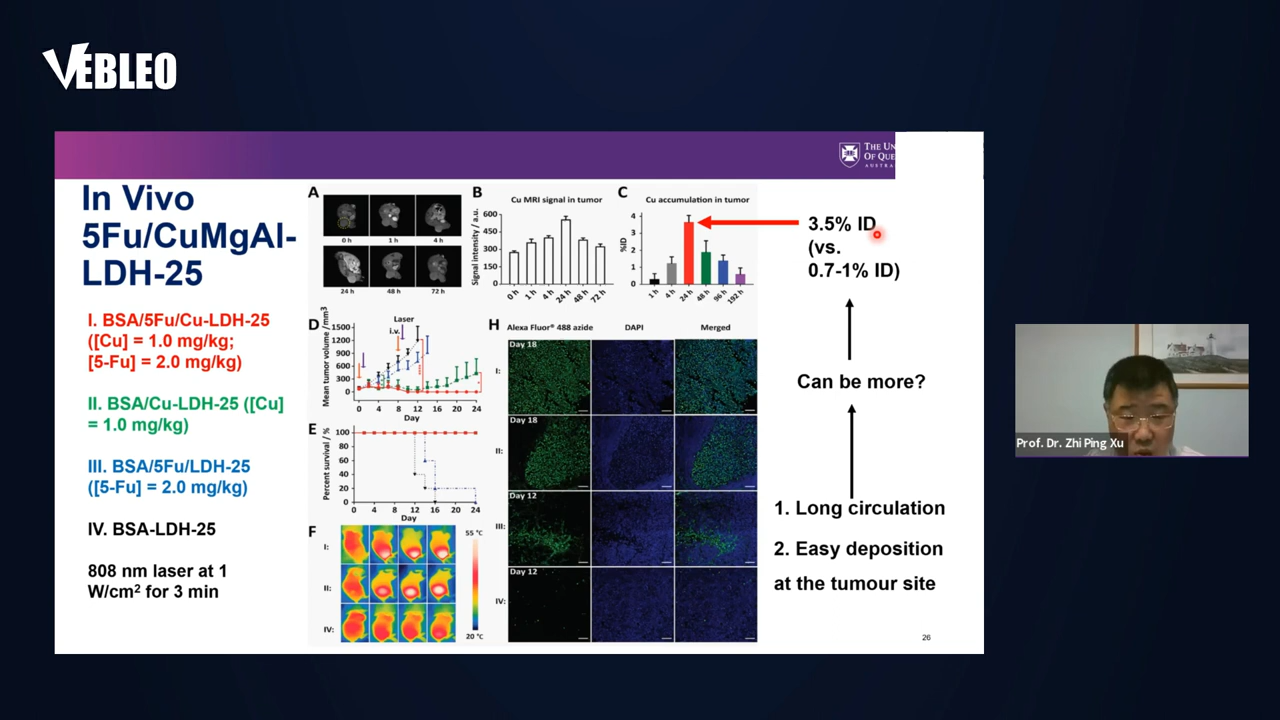 VEBLEO
THE UN
OF QUE
AUSTRA
In Vivo
5Fu/CuMgAl-
LDH-25
I. BSA/5Fu/Cu-LDH-25
([Cu] = 1.0 mg/kg;
[5-Fu] = 2.0 mg/kg)
II. BSA/Cu-LDH-25 ([Cu]
= 1.0 mg/kg)
III. BSA/5Fu/LDH-25
([5-Fu] = 2.0 mg/kg)
IV. BSA-LDH-25
808 nm laser at 1
W/cm² for 3 min
A
0 h 1 h 4 h
24 h 48 h 72 h
B
Cu MRI signal in tumor
Signal intensity / a.u.
600
450
300
150
0
0 h 1 h 4 h 24 h 48 h 72 h
C
Cu accumulation in tumor
%ID
4
3
2
1
0
1 h 4 h 24 h 48 h 96 h 192 h
3.5% ID
(vs.
0.7-1% ID)
Can be more?
1. Long circulation
2. Easy deposition
at the tumour site
D
Laser
i.v.
Mean tumor volume /mm3
1500
1200
900
600
300
0
0 4 8 12 16 20 24
Day
E
Percent survival / %
100
80
60
40
20
0
0 4 8 12 16 20 24
Day
F
I:
II:
IV:
55 °C
20 °C
H
Alexa Fluor® 488 azide DAPI Merged
Day 18
I:
Day 18
II:
Day 12
III:
Day 12
IV:
26
Prof. Dr. Zhi Ping Xu